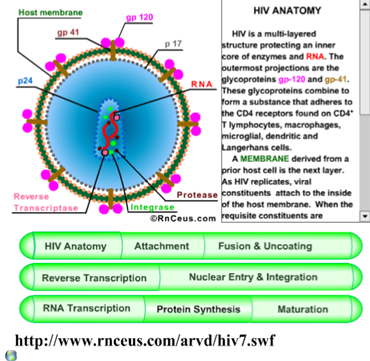 Host membrane
gp 120
gp 41
p 17
p24
RNA
Reverse Transcriptase
Integrase
Protease
©RnCeus.com
HIV ANATOMY
HIV is a multi-layered
structure protecting an inner
core of enzymes and RNA. The
outermost projections are the
glycoproteins gp-120 and gp-41.
These glycoproteins combine to
form a substance that adheres to
the CD4 receptors found on CD4+
T lymphocytes, macrophages,
microglial, dendritic and
Langerhans cells.
A MEMBRANE derived from a
prior host cell is the next layer.
As HIV replicates, viral
constituents attach to the inside
of the host membrane. When the
requisite constituents are
HIV Anatomy Attachment Fusion & Uncoating
Reverse Transcription Nuclear Entry & Integration
RNA Transcription Protein Synthesis Maturation
http://www.rnceus.com/arvd/hiv7.swf